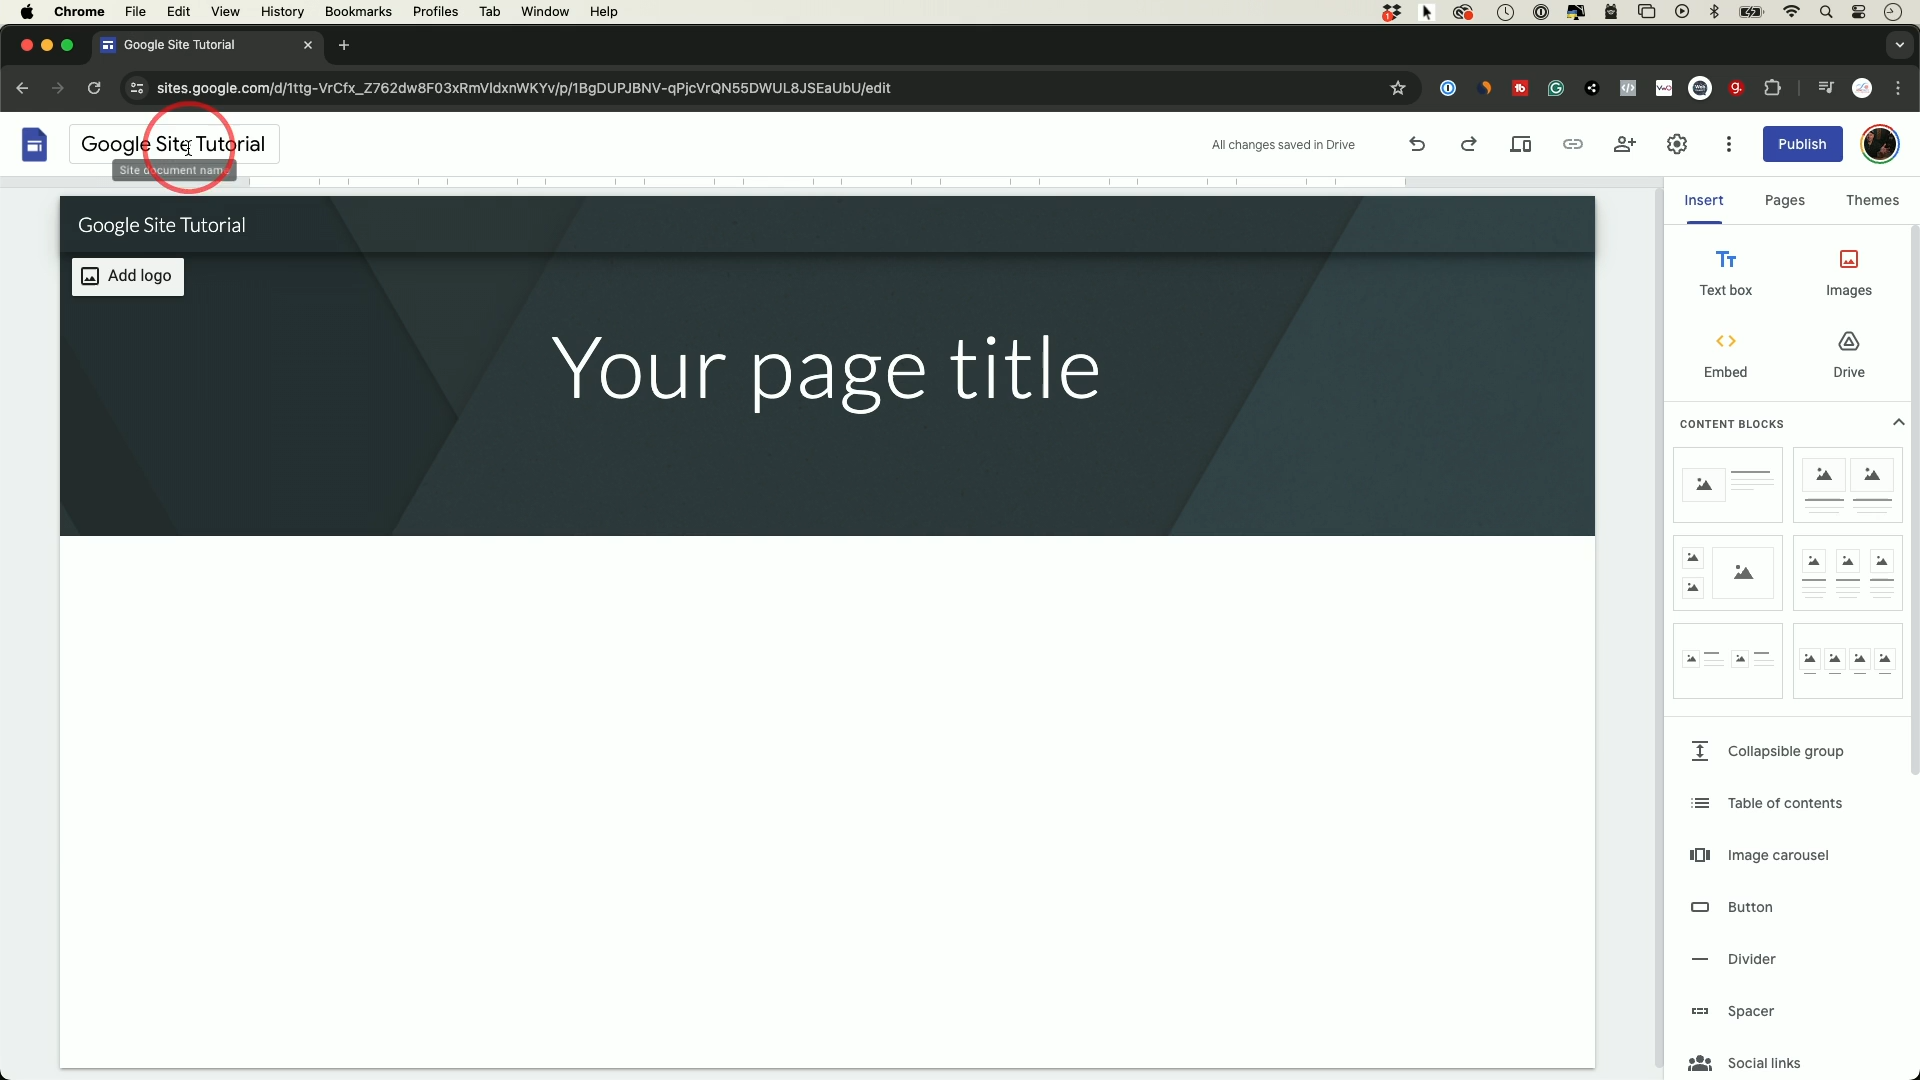 Chrome File Edit View History Bookmarks Profiles Tab Window Help
Google Site Tutorial
sites.google.com/d/1ttg-VrCfx_Z762dw8F03xRmVldxnWKYv/p/1BgDUPJBNV-qPjcVrQN55DWUL8JSEaUbU/edit
Google Site Tutorial
All changes saved in Drive
Publish
Site document name
Insert Pages Themes
Google Site Tutorial
Add logo
Your page title
Text box Images
Embed Drive
CONTENT BLOCKS
Collapsible group
Table of contents
Image carousel
Button
Divider
Spacer
Social links